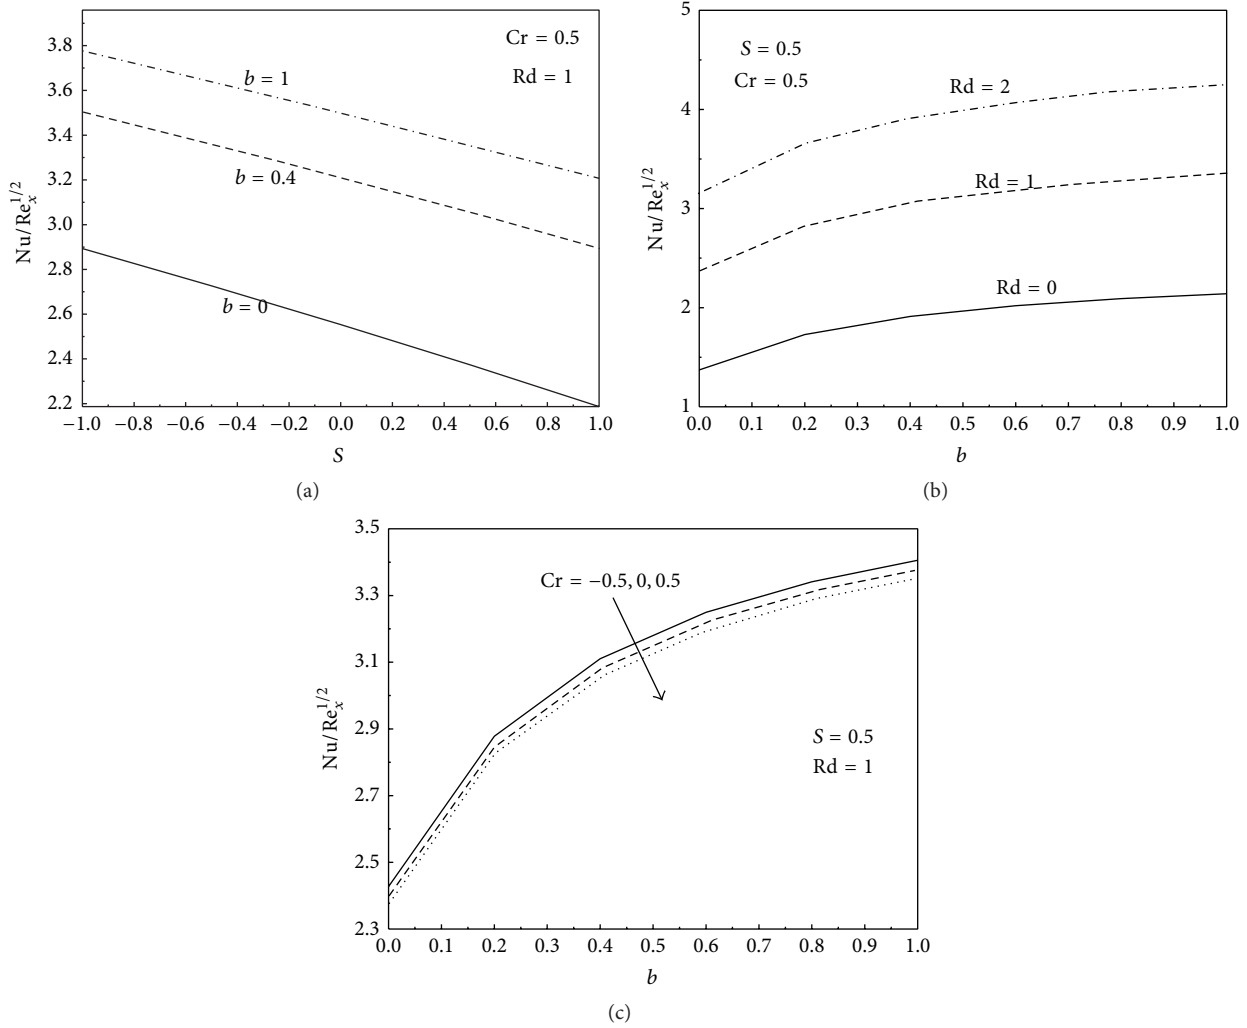 Cr = 0.5
Rd = 1
b = 1
b = 0.4
b = 0
3.8
3.6
3.4
3.2
3.0
2.8
2.6
2.4
2.2
Nu/Re_x^{1/2}
−1.0 −0.8 −0.6 −0.4 −0.2 0.0 0.2 0.4 0.6 0.8 1.0
S
(a)
S = 0.5
Cr = 0.5
Rd = 2
Rd = 1
Rd = 0
5
4
3
2
1
Nu/Re_x^{1/2}
0.0 0.1 0.2 0.3 0.4 0.5 0.6 0.7 0.8 0.9 1.0
b
(b)
Cr = −0.5, 0, 0.5
S = 0.5
Rd = 1
3.5
3.3
3.1
2.9
2.7
2.5
2.3
Nu/Re_x^{1/2}
0.0 0.1 0.2 0.3 0.4 0.5 0.6 0.7 0.8 0.9 1.0
b
(c)